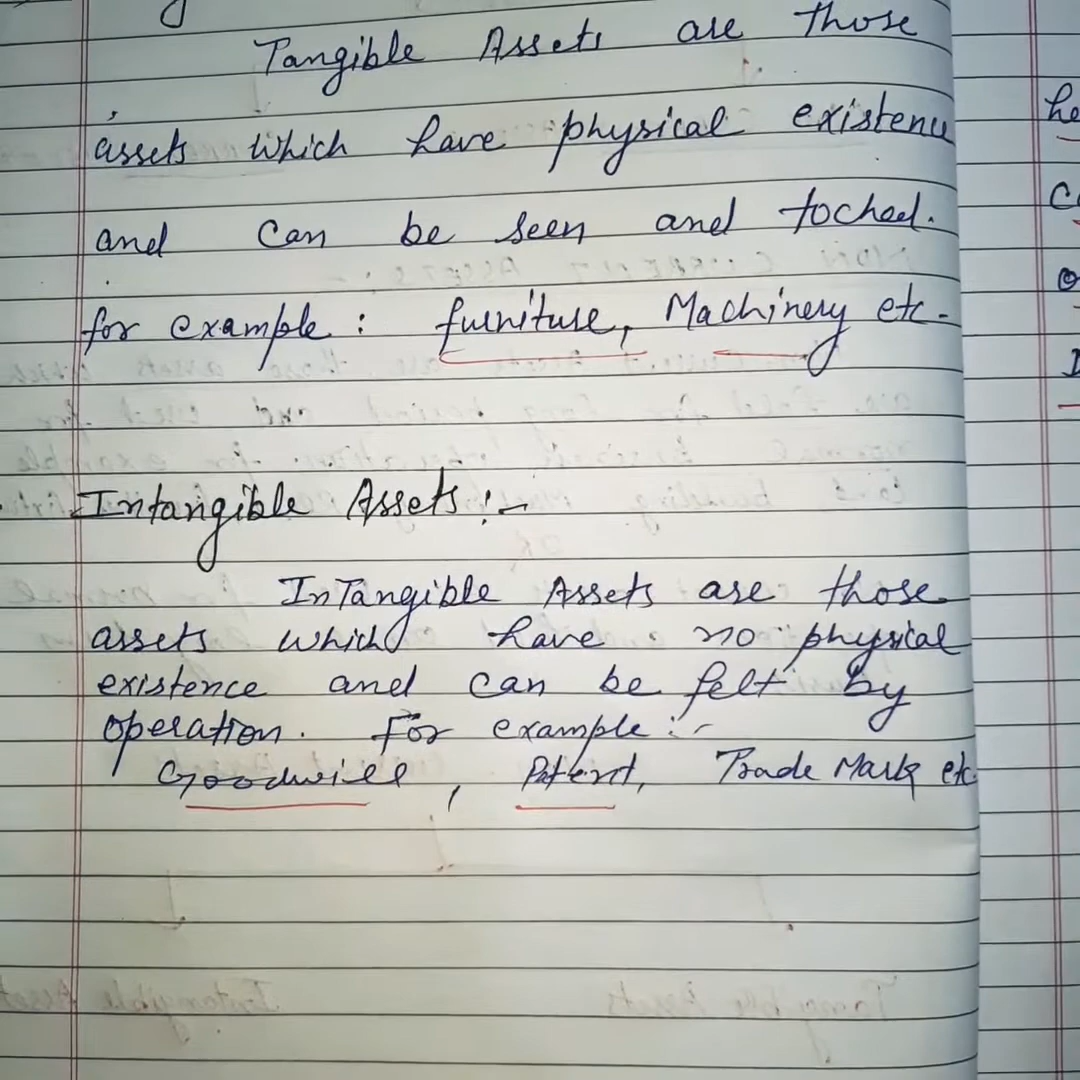 Tangible Assets are those
assets which have physical existence
and can be seen and toched.
for example : furniture, Machinery etc -
Intangible Assets :-
InTangible Assets are those
assets which have no physical
existence and can be felt by
operation. For example :-
Goodwill , Patent, Trade Mark etc